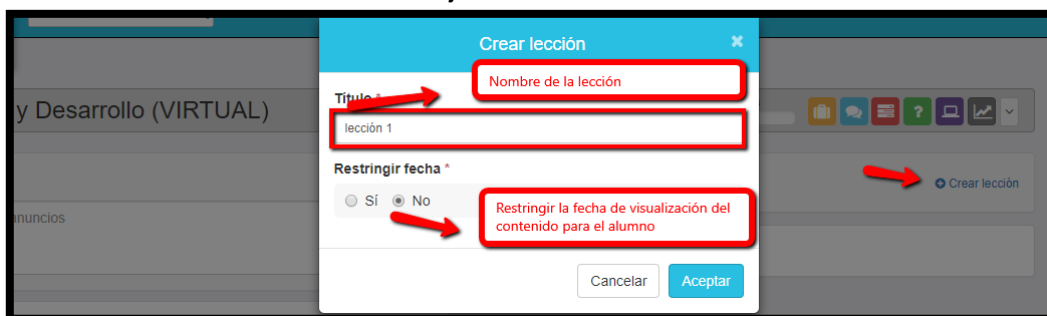 Crear lección
Nombre de la lección
y Desarrollo (VIRTUAL)
Título *
lección 1
Restringir fecha *
Crear lección
Sí No
anuncios
Restringir la fecha de visualización del
contenido para el alumno
Cancelar Aceptar